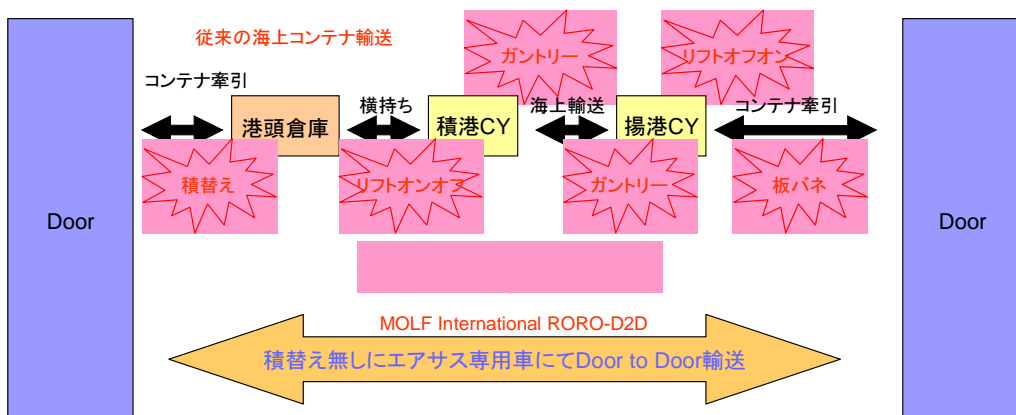 従来の海上コンテナ輸送
ガントリー
リフトオフオン
コンテナ牽引
横持ち
海上輸送
コンテナ牽引
港頭倉庫
積港CY
揚港CY
積替え
リフトオンオフ
ガントリー
板バネ
Door
Door
MOLF International RORO-D2D
積替え無しにエアサス専用車にてDoor to Door輸送